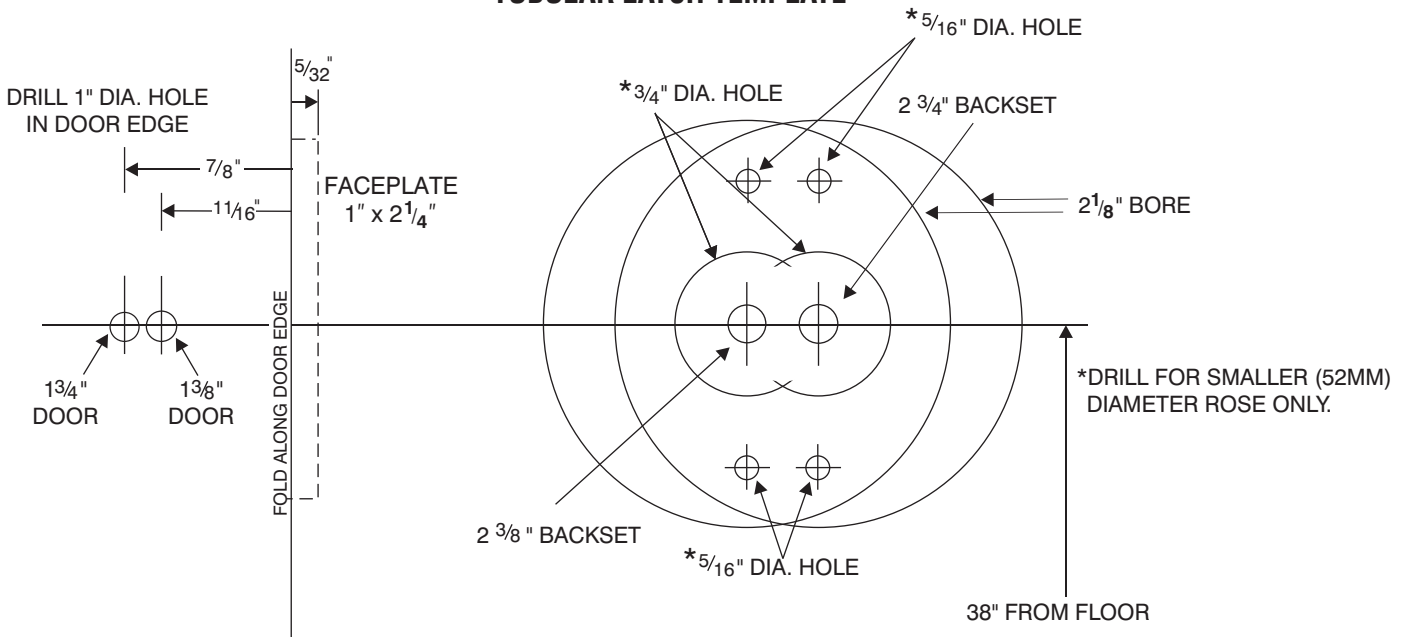 TUBULAR LATCH TEMPLATE
*5/16" DIA. HOLE
5/32"
*3/4" DIA. HOLE
DRILL 1" DIA. HOLE
IN DOOR EDGE
2 3/4" BACKSET
7/8"
FACEPLATE
1" x 2 1/4"
11/16"
2 1/8" BORE
FOLD ALONG DOOR EDGE
1 3/4"
DOOR
1 3/8"
DOOR
*DRILL FOR SMALLER (52MM)
DIAMETER ROSE ONLY.
2 3/8" BACKSET
*5/16" DIA. HOLE
38" FROM FLOOR